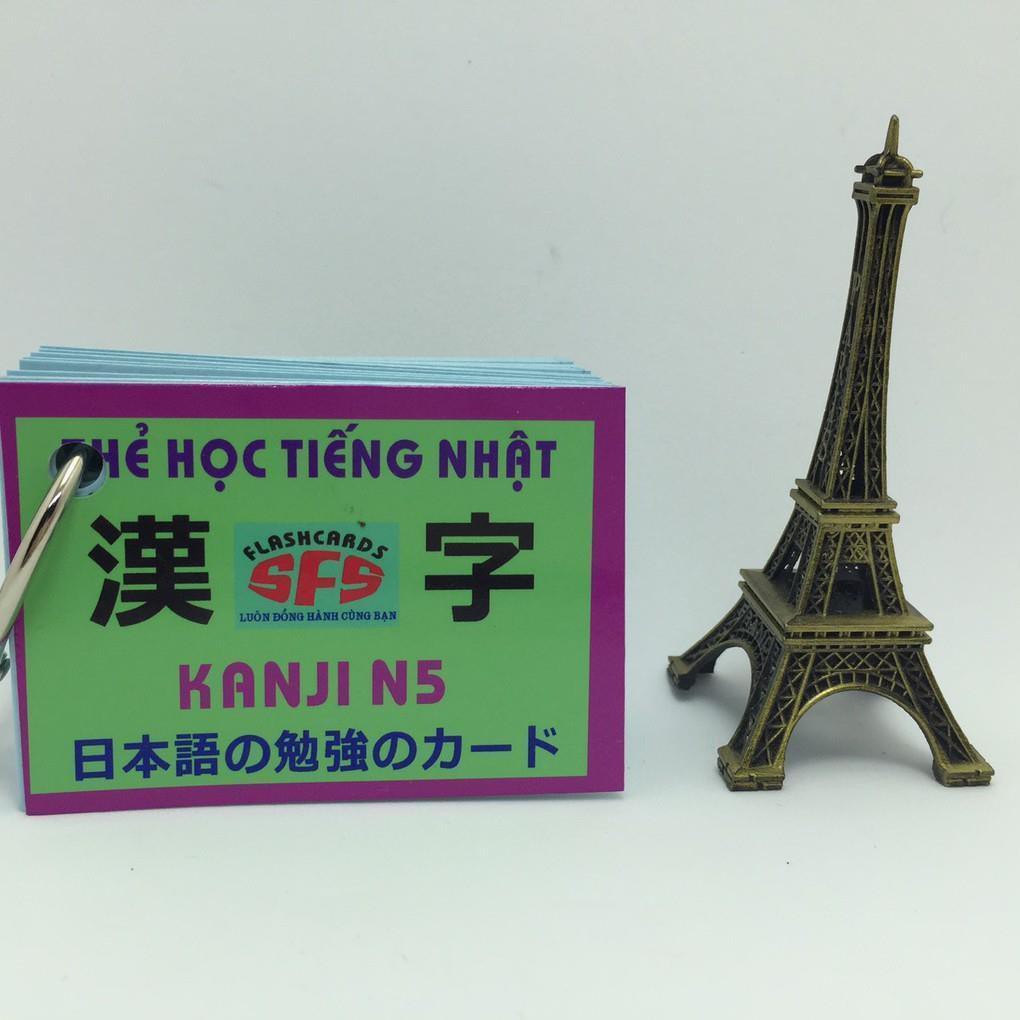 THẺ HỌC TIẾNG NHẬT
漢字
FLASHCARDS
SFS
LUÔN ĐỒNG HÀNH CÙNG BẠN
KANJI N5
日本語の勉強のカード